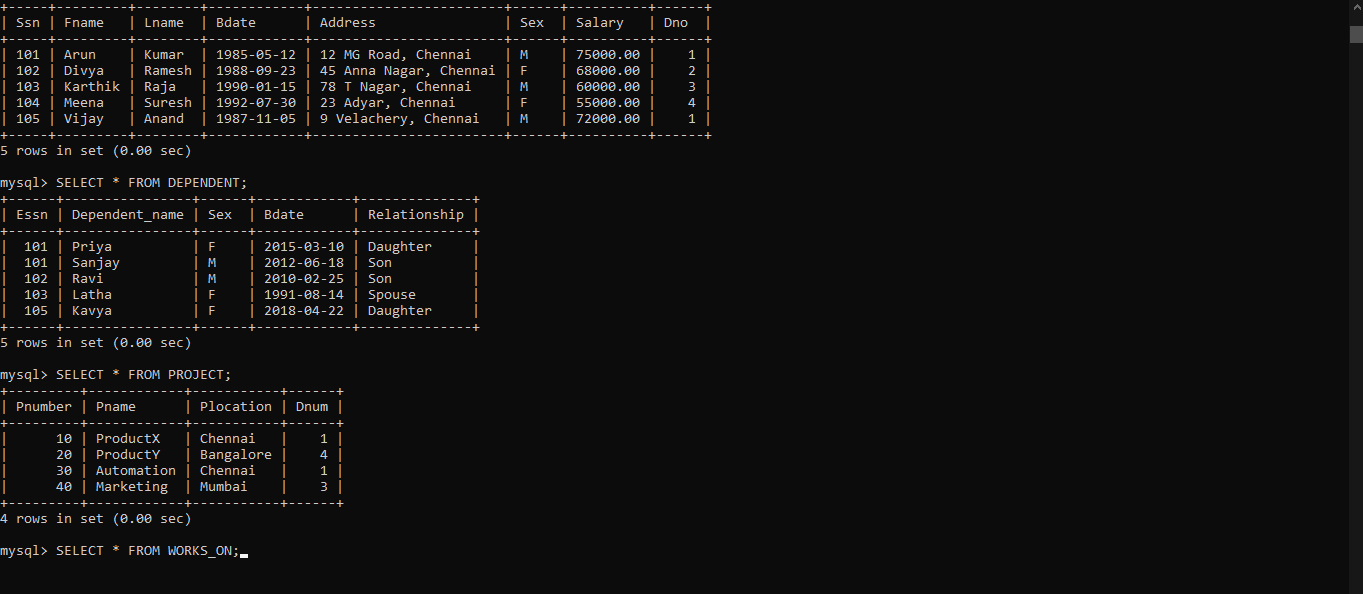 +-----+---------+--------+------------+------------------------+------+----------+------+
| Ssn | Fname   | Lname  | Bdate      | Address                | Sex  | Salary   | Dno  |
+-----+---------+--------+------------+------------------------+------+----------+------+
| 101 | Arun    | Kumar  | 1985-05-12 | 12 MG Road, Chennai    | M    | 75000.00 |    1 |
| 102 | Divya   | Ramesh | 1988-09-23 | 45 Anna Nagar, Chennai | F    | 68000.00 |    2 |
| 103 | Karthik | Raja   | 1990-01-15 | 78 T Nagar, Chennai    | M    | 60000.00 |    3 |
| 104 | Meena   | Suresh | 1992-07-30 | 23 Adyar, Chennai      | F    | 55000.00 |    4 |
| 105 | Vijay   | Anand  | 1987-11-05 | 9 Velachery, Chennai   | M    | 72000.00 |    1 |
+-----+---------+--------+------------+------------------------+------+----------+------+
5 rows in set (0.00 sec)

mysql> SELECT * FROM DEPENDENT;
+------+----------------+------+------------+--------------+
| Essn | Dependent_name | Sex  | Bdate      | Relationship |
+------+----------------+------+------------+--------------+
|  101 | Priya          | F    | 2015-03-10 | Daughter     |
|  101 | Sanjay         | M    | 2012-06-18 | Son          |
|  102 | Ravi           | M    | 2010-02-25 | Son          |
|  103 | Latha          | F    | 1991-08-14 | Spouse       |
|  105 | Kavya          | F    | 2018-04-22 | Daughter     |
+------+----------------+------+------------+--------------+
5 rows in set (0.00 sec)

mysql> SELECT * FROM PROJECT;
+---------+------------+-----------+------+
| Pnumber | Pname      | Plocation | Dnum |
+---------+------------+-----------+------+
|      10 | ProductX   | Chennai   |    1 |
|      20 | ProductY   | Bangalore |    4 |
|      30 | Automation | Chennai   |    1 |
|      40 | Marketing  | Mumbai    |    3 |
+---------+------------+-----------+------+
4 rows in set (0.00 sec)

mysql> SELECT * FROM WORKS_ON;